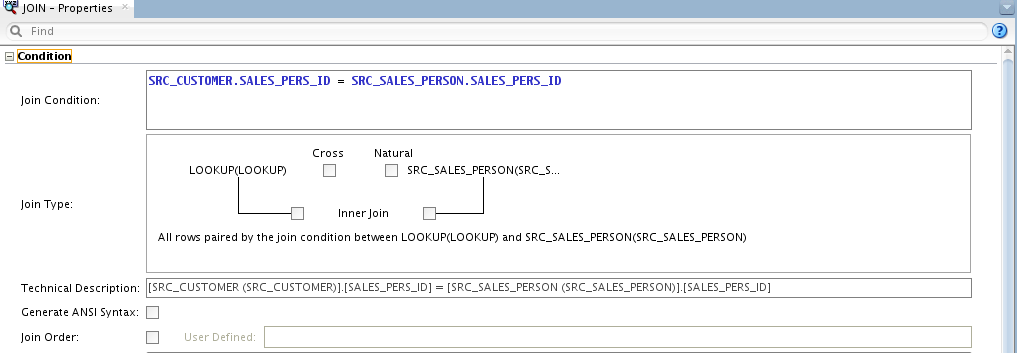 JOIN - Properties
Find
Condition
Join Condition:
SRC_CUSTOMER.SALES_PERS_ID = SRC_SALES_PERSON.SALES_PERS_ID
Join Type:
Cross Natural
LOOKUP(LOOKUP) SRC_SALES_PERSON(SRC_S...
Inner Join
All rows paired by the join condition between LOOKUP(LOOKUP) and SRC_SALES_PERSON(SRC_SALES_PERSON)
Technical Description: [SRC_CUSTOMER (SRC_CUSTOMER)].[SALES_PERS_ID] = [SRC_SALES_PERSON (SRC_SALES_PERSON)].[SALES_PERS_ID]
Generate ANSI Syntax:
Join Order: User Defined: